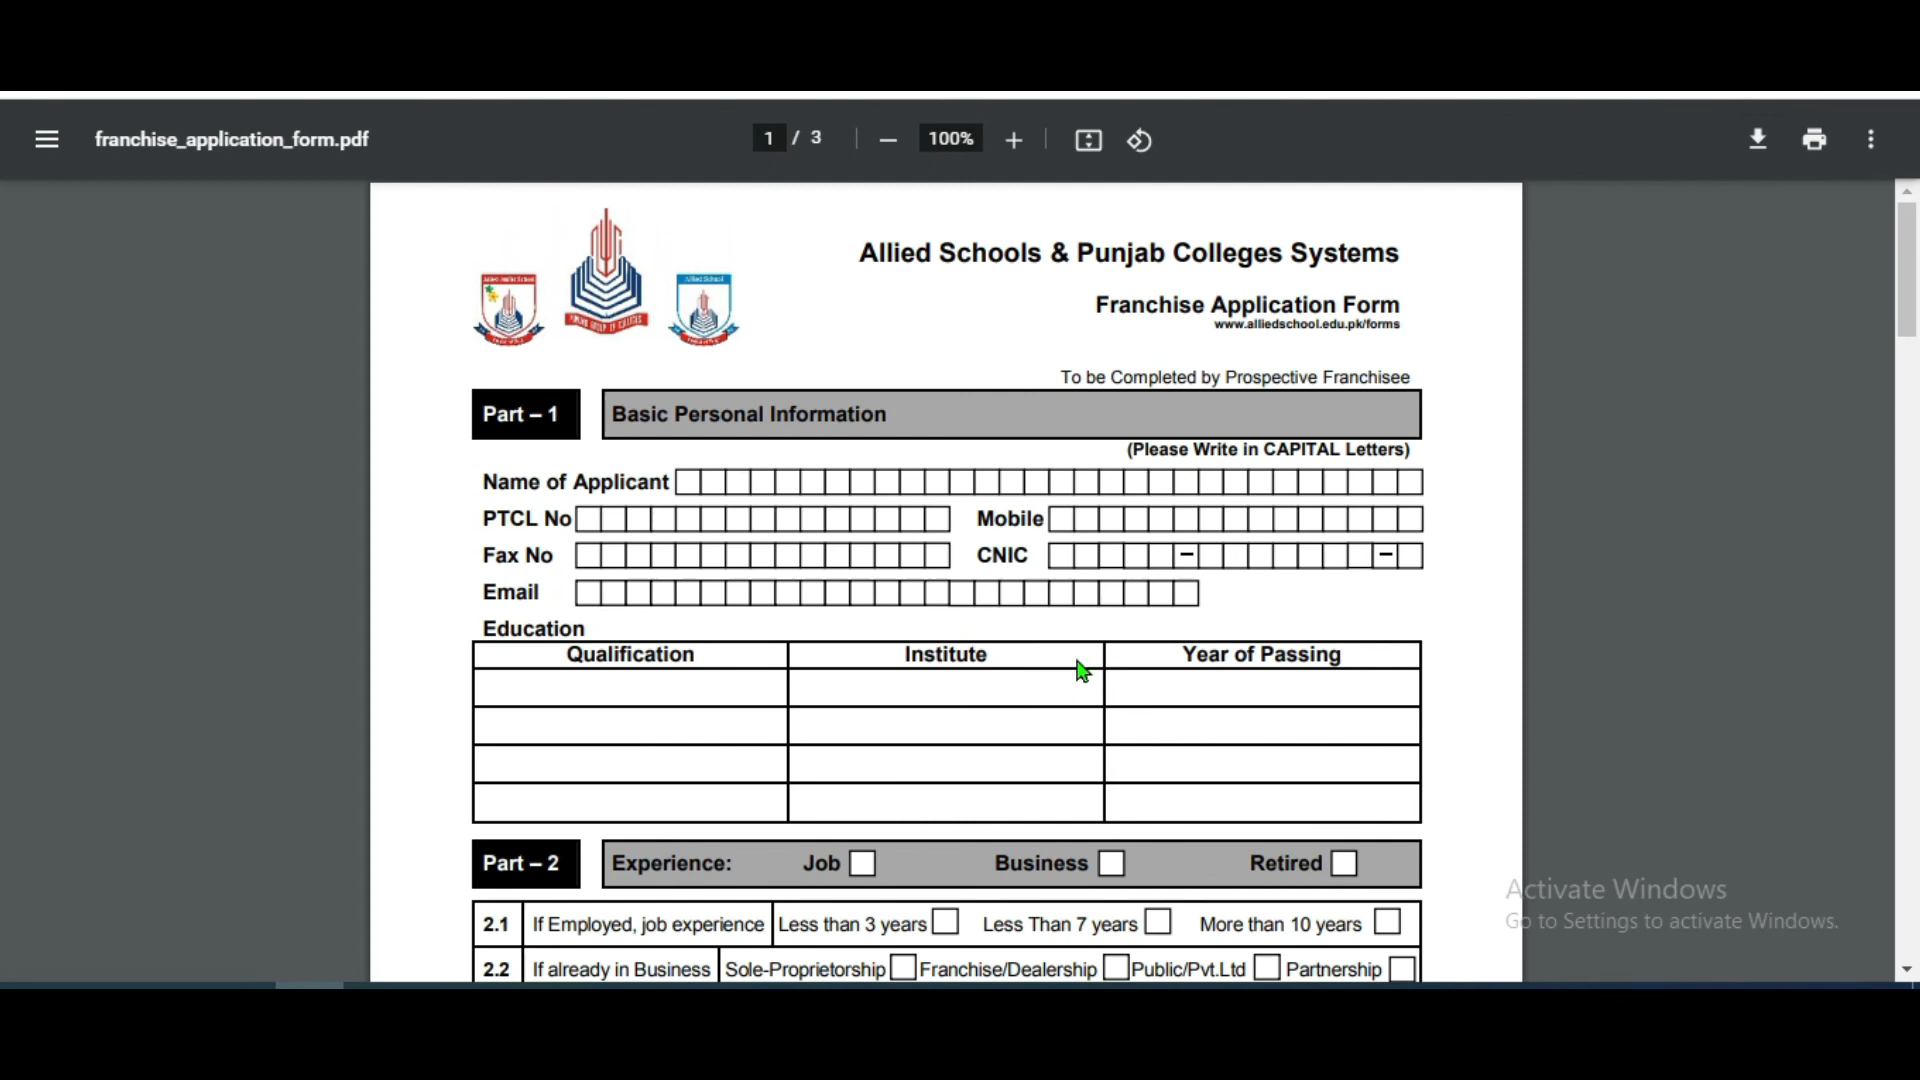 franchise_application_form.pdf
1 / 3
100%
Allied Schools & Punjab Colleges Systems
Franchise Application Form
www.alliedschool.edu.pk/forms
To be Completed by Prospective Franchisee
Part – 1 Basic Personal Information
(Please Write in CAPITAL Letters)
Name of Applicant
PTCL No Mobile
Fax No CNIC – –
Email
Education
Qualification Institute Year of Passing
Part – 2 Experience: Job Business Retired
2.1 If Employed, job experience Less than 3 years Less Than 7 years More than 10 years
2.2 If already in Business Sole-Proprietorship Franchise/Dealership Public/Pvt.Ltd Partnership
Activate Windows
Go to Settings to activate Windows.